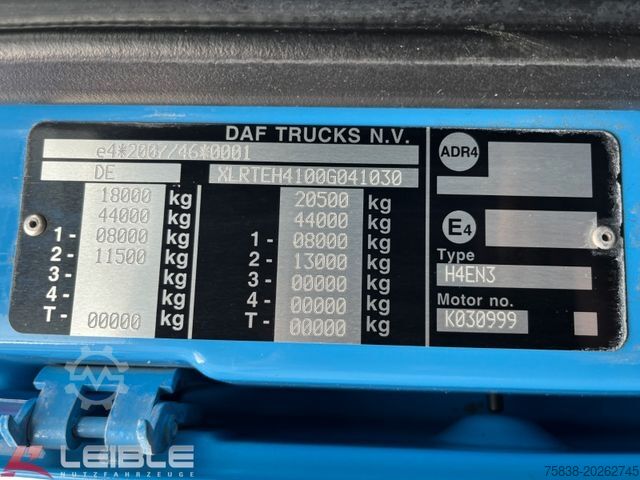 DAF TRUCKS N.V.
e4*200//46*0001
DE XLRTEH4100G041030
18000 kg 20500 kg
44000 kg 44000 kg
1- 08000 kg 1- 08000 kg
2- 11500 kg 2- 13000 kg
3- kg 3- 00000 kg
4- kg 4- 00000 kg
T- 00000 kg T- 00000 kg
ADR4
E4
Type
H4EN3
Motor no.
K030999
LEIBLE
NUTZFAHRZEUGE
75838-20262745